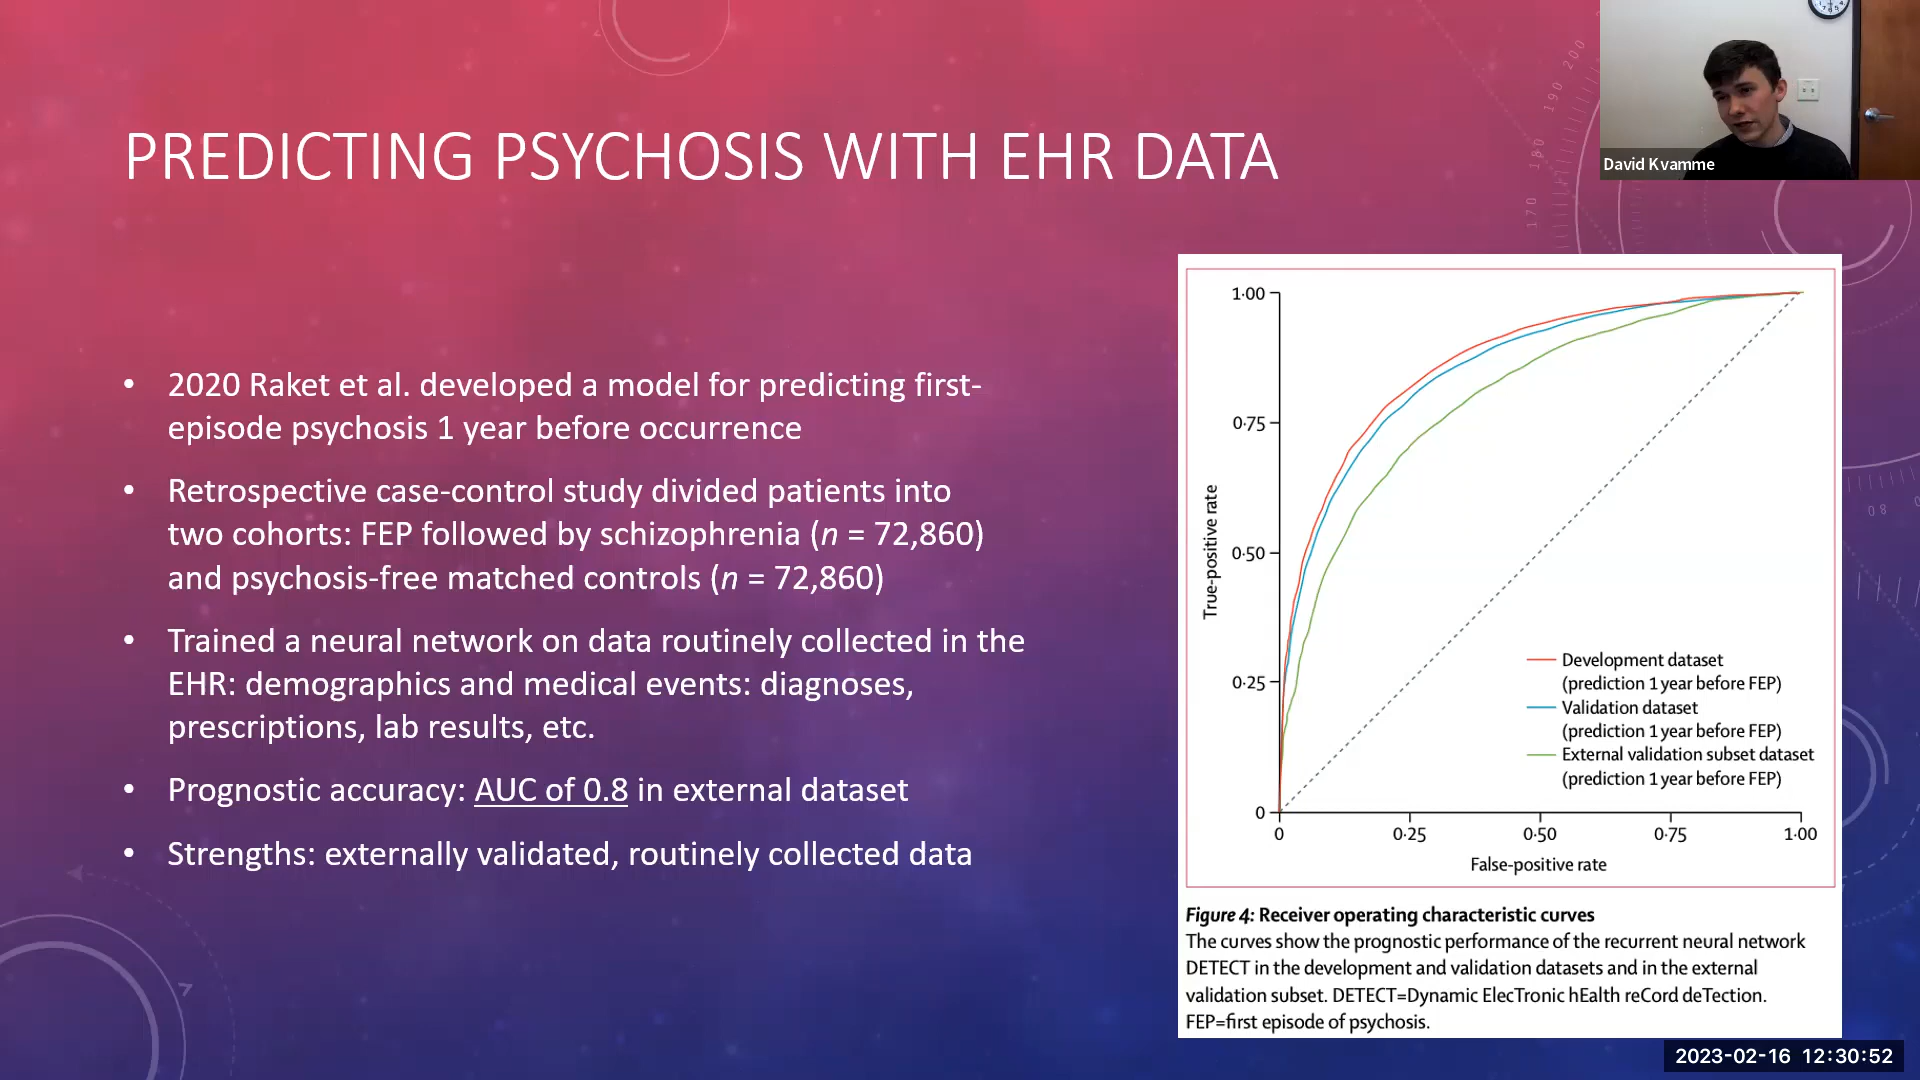 PREDICTING PSYCHOSIS WITH EHR DATA
David Kvamme
• 2020 Raket et al. developed a model for predicting first-
episode psychosis 1 year before occurrence
• Retrospective case-control study divided patients into
two cohorts: FEP followed by schizophrenia (n = 72,860)
and psychosis-free matched controls (n = 72,860)
• Trained a neural network on data routinely collected in the
EHR: demographics and medical events: diagnoses,
prescriptions, lab results, etc.
• Prognostic accuracy: AUC of 0.8 in external dataset
• Strengths: externally validated, routinely collected data
200
190
180
170
80
True-positive rate
1·00
0·75
0·50
0·25
0
0 0·25 0·50 0·75 1·00
False-positive rate
Development dataset
(prediction 1 year before FEP)
Validation dataset
(prediction 1 year before FEP)
External validation subset dataset
(prediction 1 year before FEP)
Figure 4: Receiver operating characteristic curves
The curves show the prognostic performance of the recurrent neural network
DETECT in the development and validation datasets and in the external
validation subset. DETECT=Dynamic ElecTronic hEalth reCord deTection.
FEP=first episode of psychosis.
2023-02-16 12:30:52